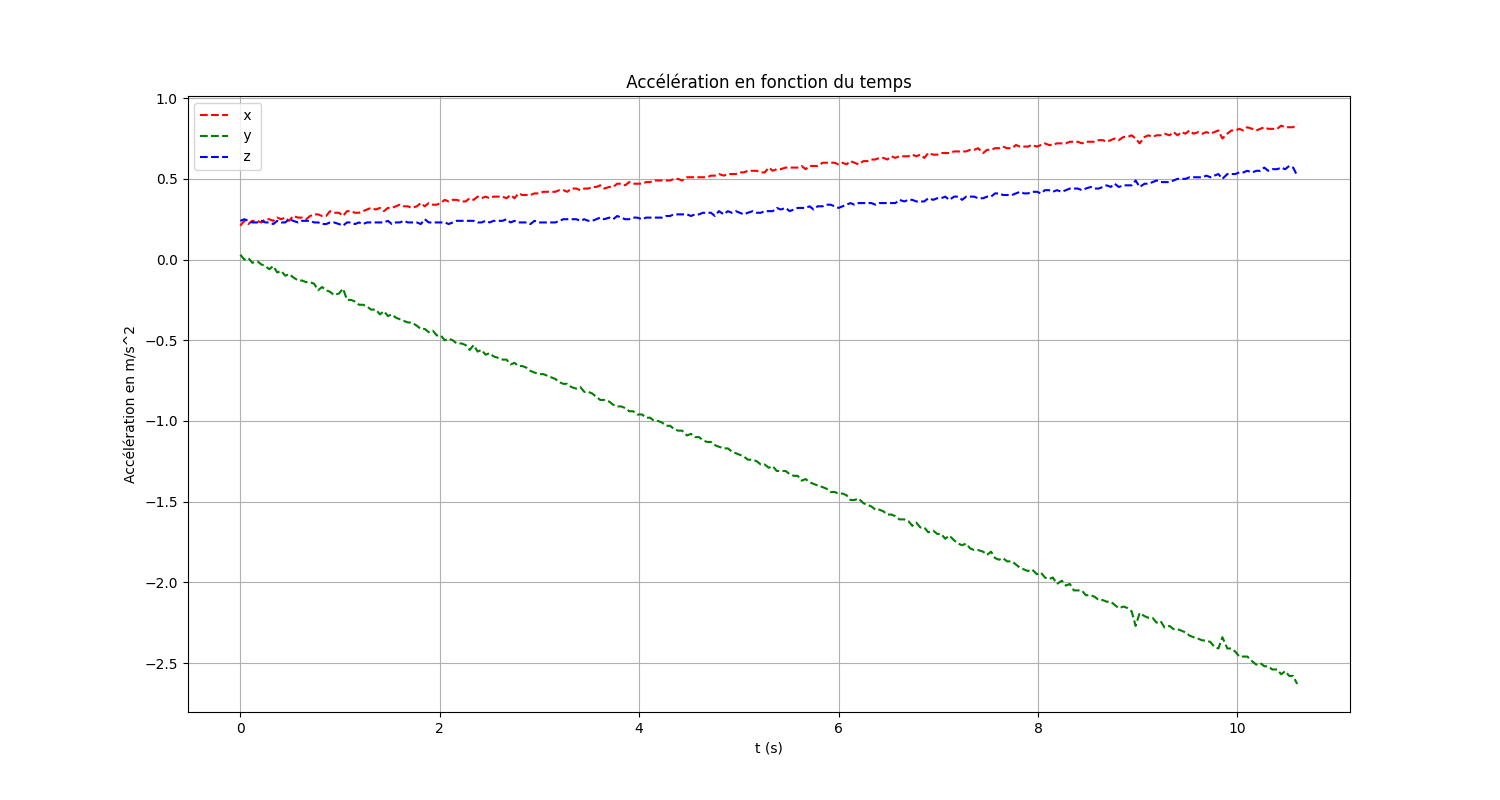 Accélération en fonction du temps
x
y
z
1.0
0.5
0.0
−0.5
−1.0
−1.5
−2.0
−2.5
Accélération en m/s^2
0 2 4 6 8 10
t (s)